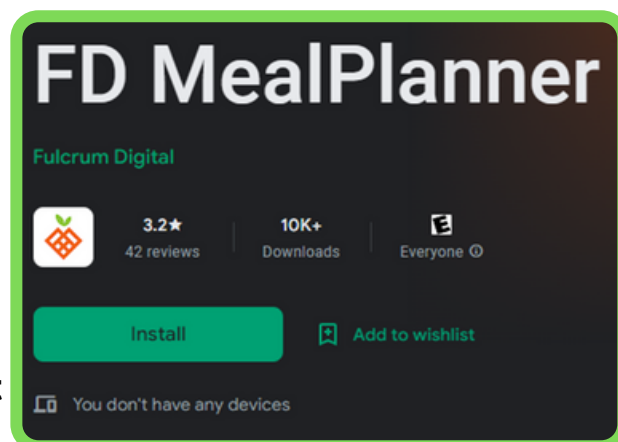 FD MealPlanner
Fulcrum Digital
3.2★ 10K+ E
42 reviews Downloads Everyone
Install Add to wishlist
You don't have any devices